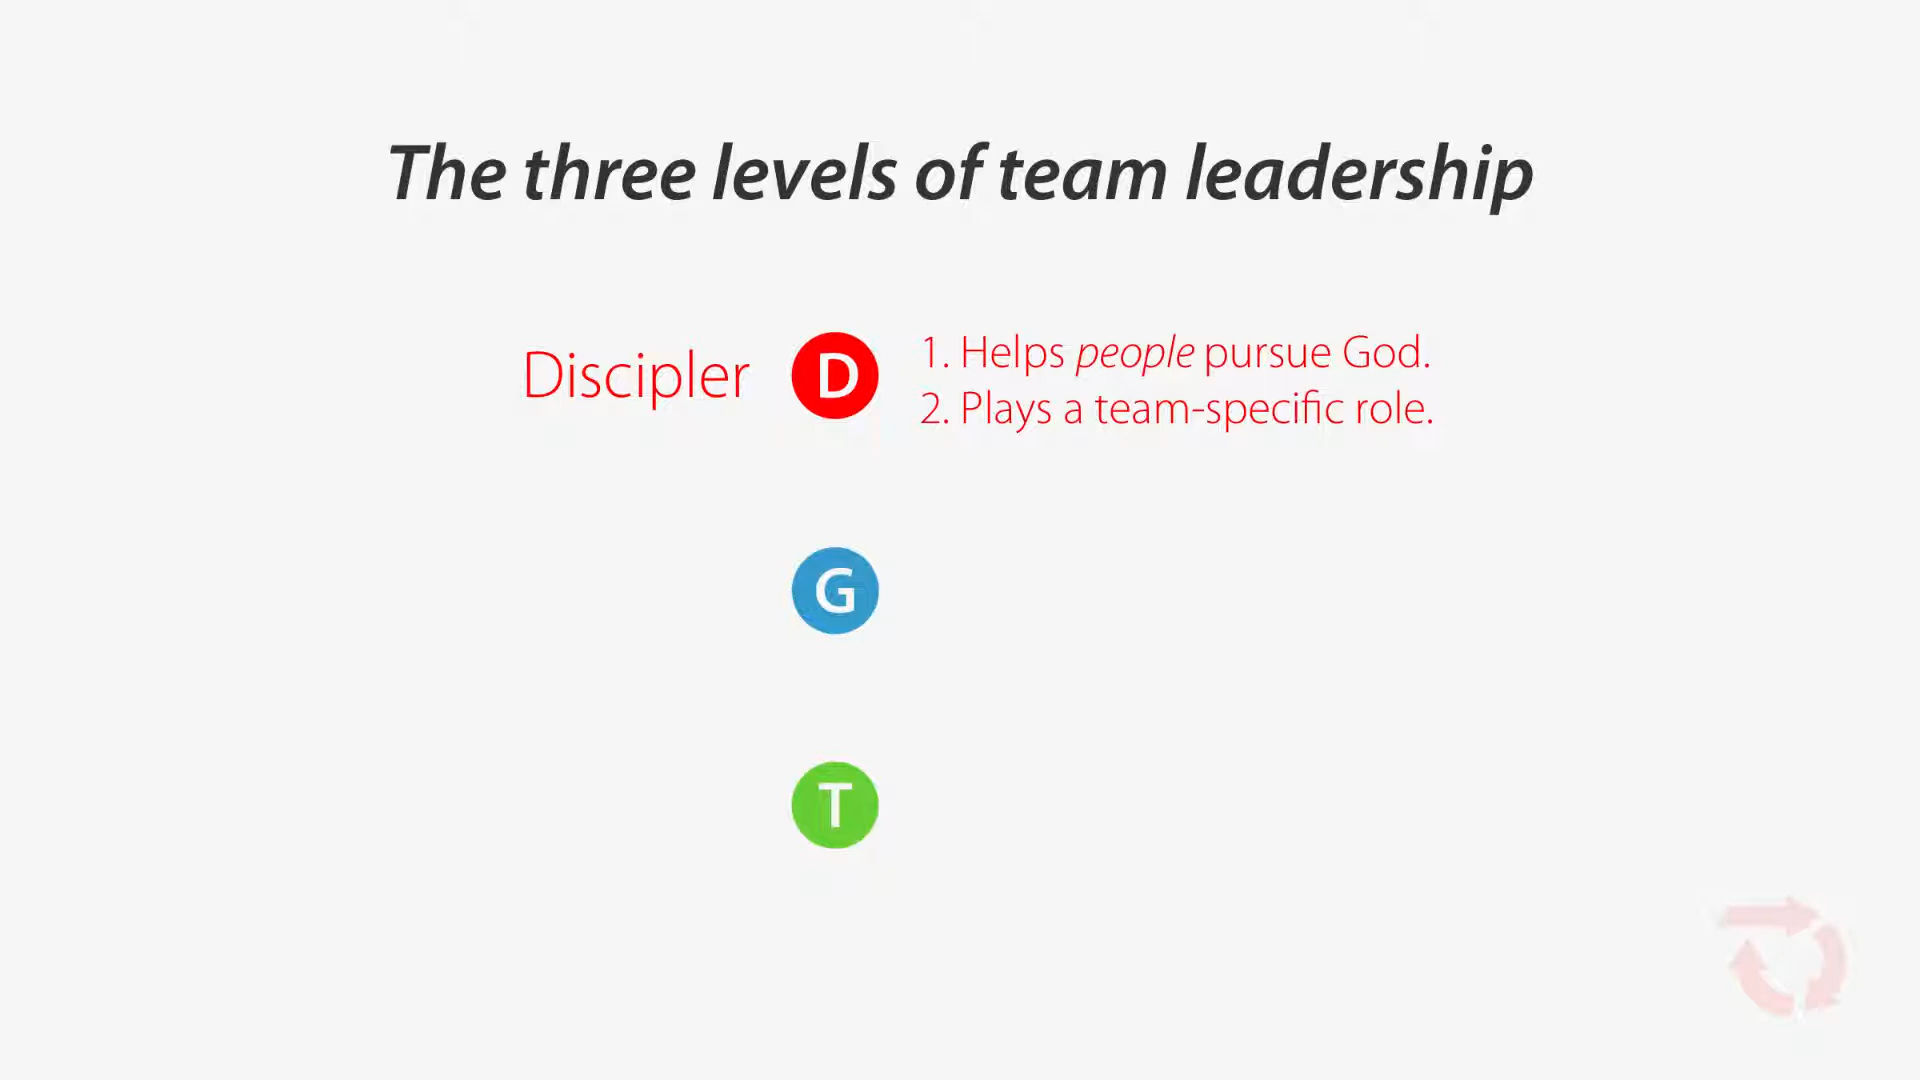 The three levels of team leadership
Discipler
D
1. Helps people pursue God.
2. Plays a team-specific role.
G
T